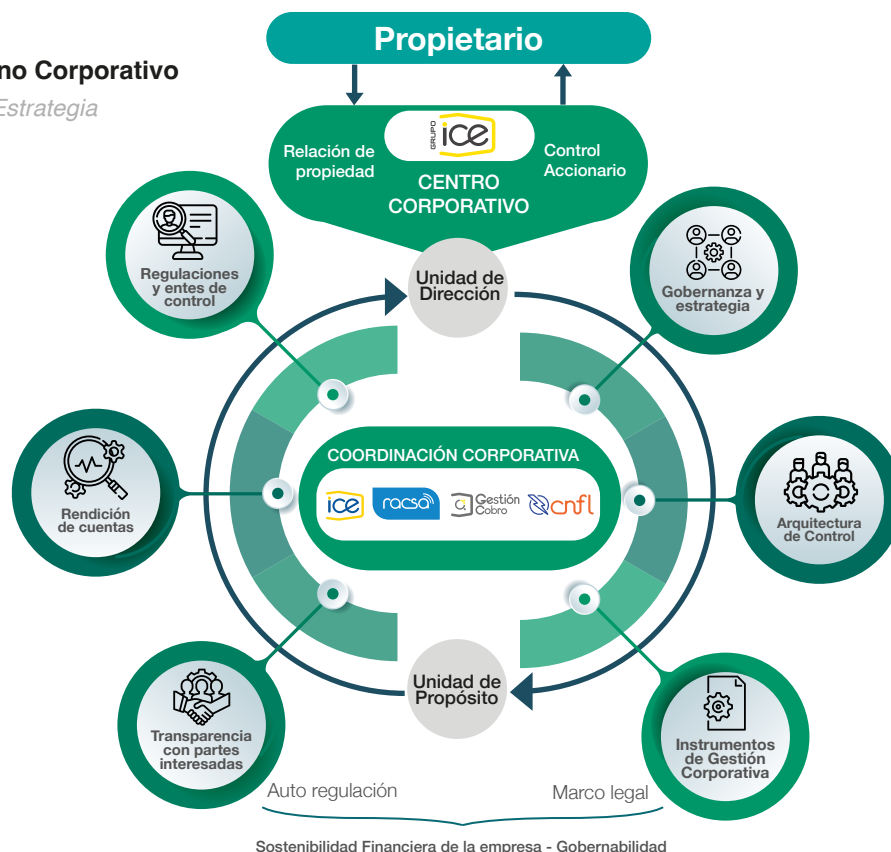 Propietario
no Corporativo
Estrategia
GRUPO
ice
Relación de
propiedad
Control
Accionario
CENTRO
CORPORATIVO
Unidad de
Dirección
Regulaciones
y entes de
control
Gobernanza y
estrategia
COORDINACIÓN CORPORATIVA
ice
racsa
Gestión
Cobro
cnfl
Rendición
de cuentas
Arquitectura
de Control
Unidad de
Propósito
Transparencia
con partes
interesadas
Instrumentos
de Gestión
Corporativa
Auto regulación
Marco legal
Sostenibilidad Financiera de la empresa - Gobernabilidad